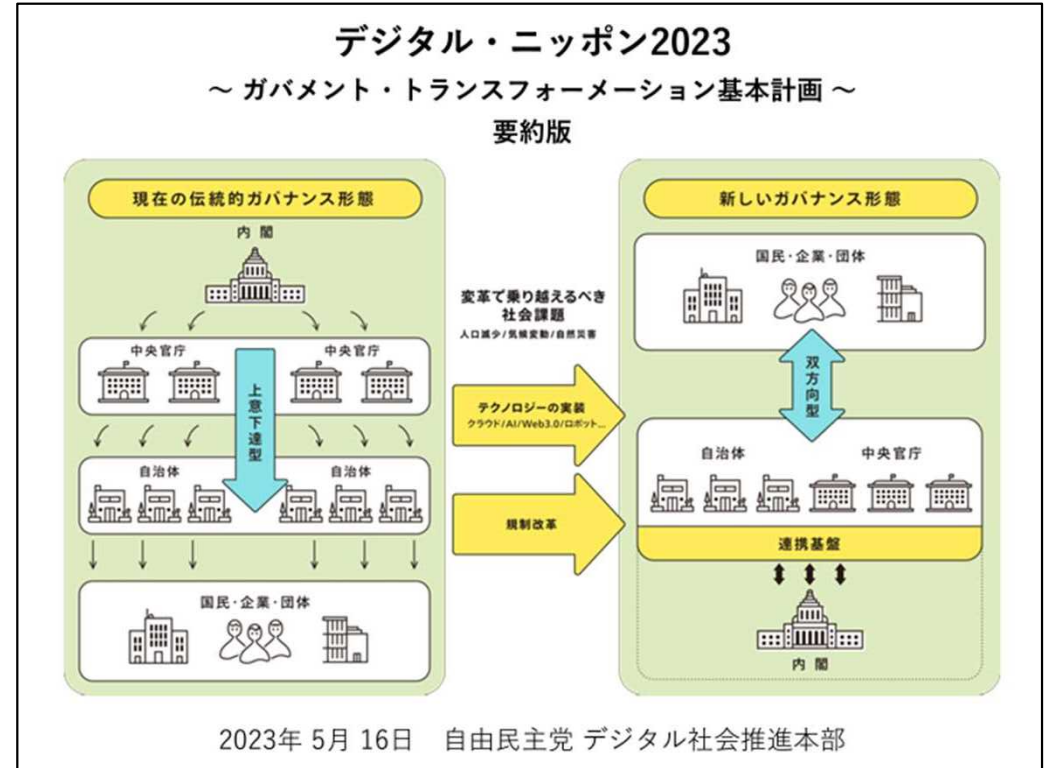 デジタル・ニッポン2023
～ ガバメント・トランスフォーメーション基本計画 ～
要約版
現在の伝統的ガバナンス形態
内閣
中央官庁
中央官庁
上意下達型
自治体
自治体
国民・企業・団体
変革で乗り越えるべき
社会課題
人口減少/気候変動/自然災害
テクノロジーの実装
クラウド/AI/Web3.0/ロボット...
規制改革
新しいガバナンス形態
国民・企業・団体
双方向型
自治体
中央官庁
連携基盤
内閣
2023年 5月 16日　自由民主党 デジタル社会推進本部